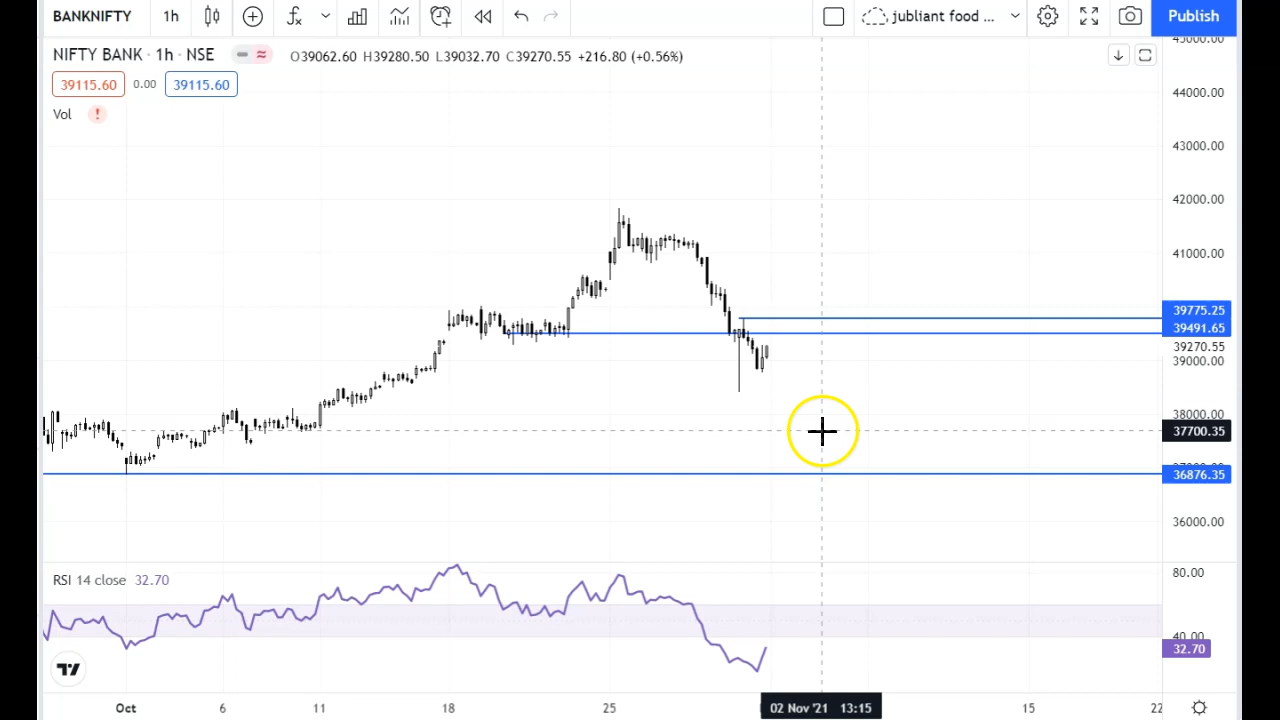 BANKNIFTY 1h jubliant food ... Publish
NIFTY BANK · 1h · NSE O39062.60 H39280.50 L39032.70 C39270.55 +216.80 (+0.56%)
39115.60 0.00 39115.60
Vol !
44000.00
43000.00
42000.00
41000.00
39775.25
39491.65
39270.55
39000.00
38000.00
37700.35
36876.35
36000.00
RSI 14 close 32.70
80.00
40.00
32.70
Oct 6 11 18 25 02 Nov '21 13:15 15 22